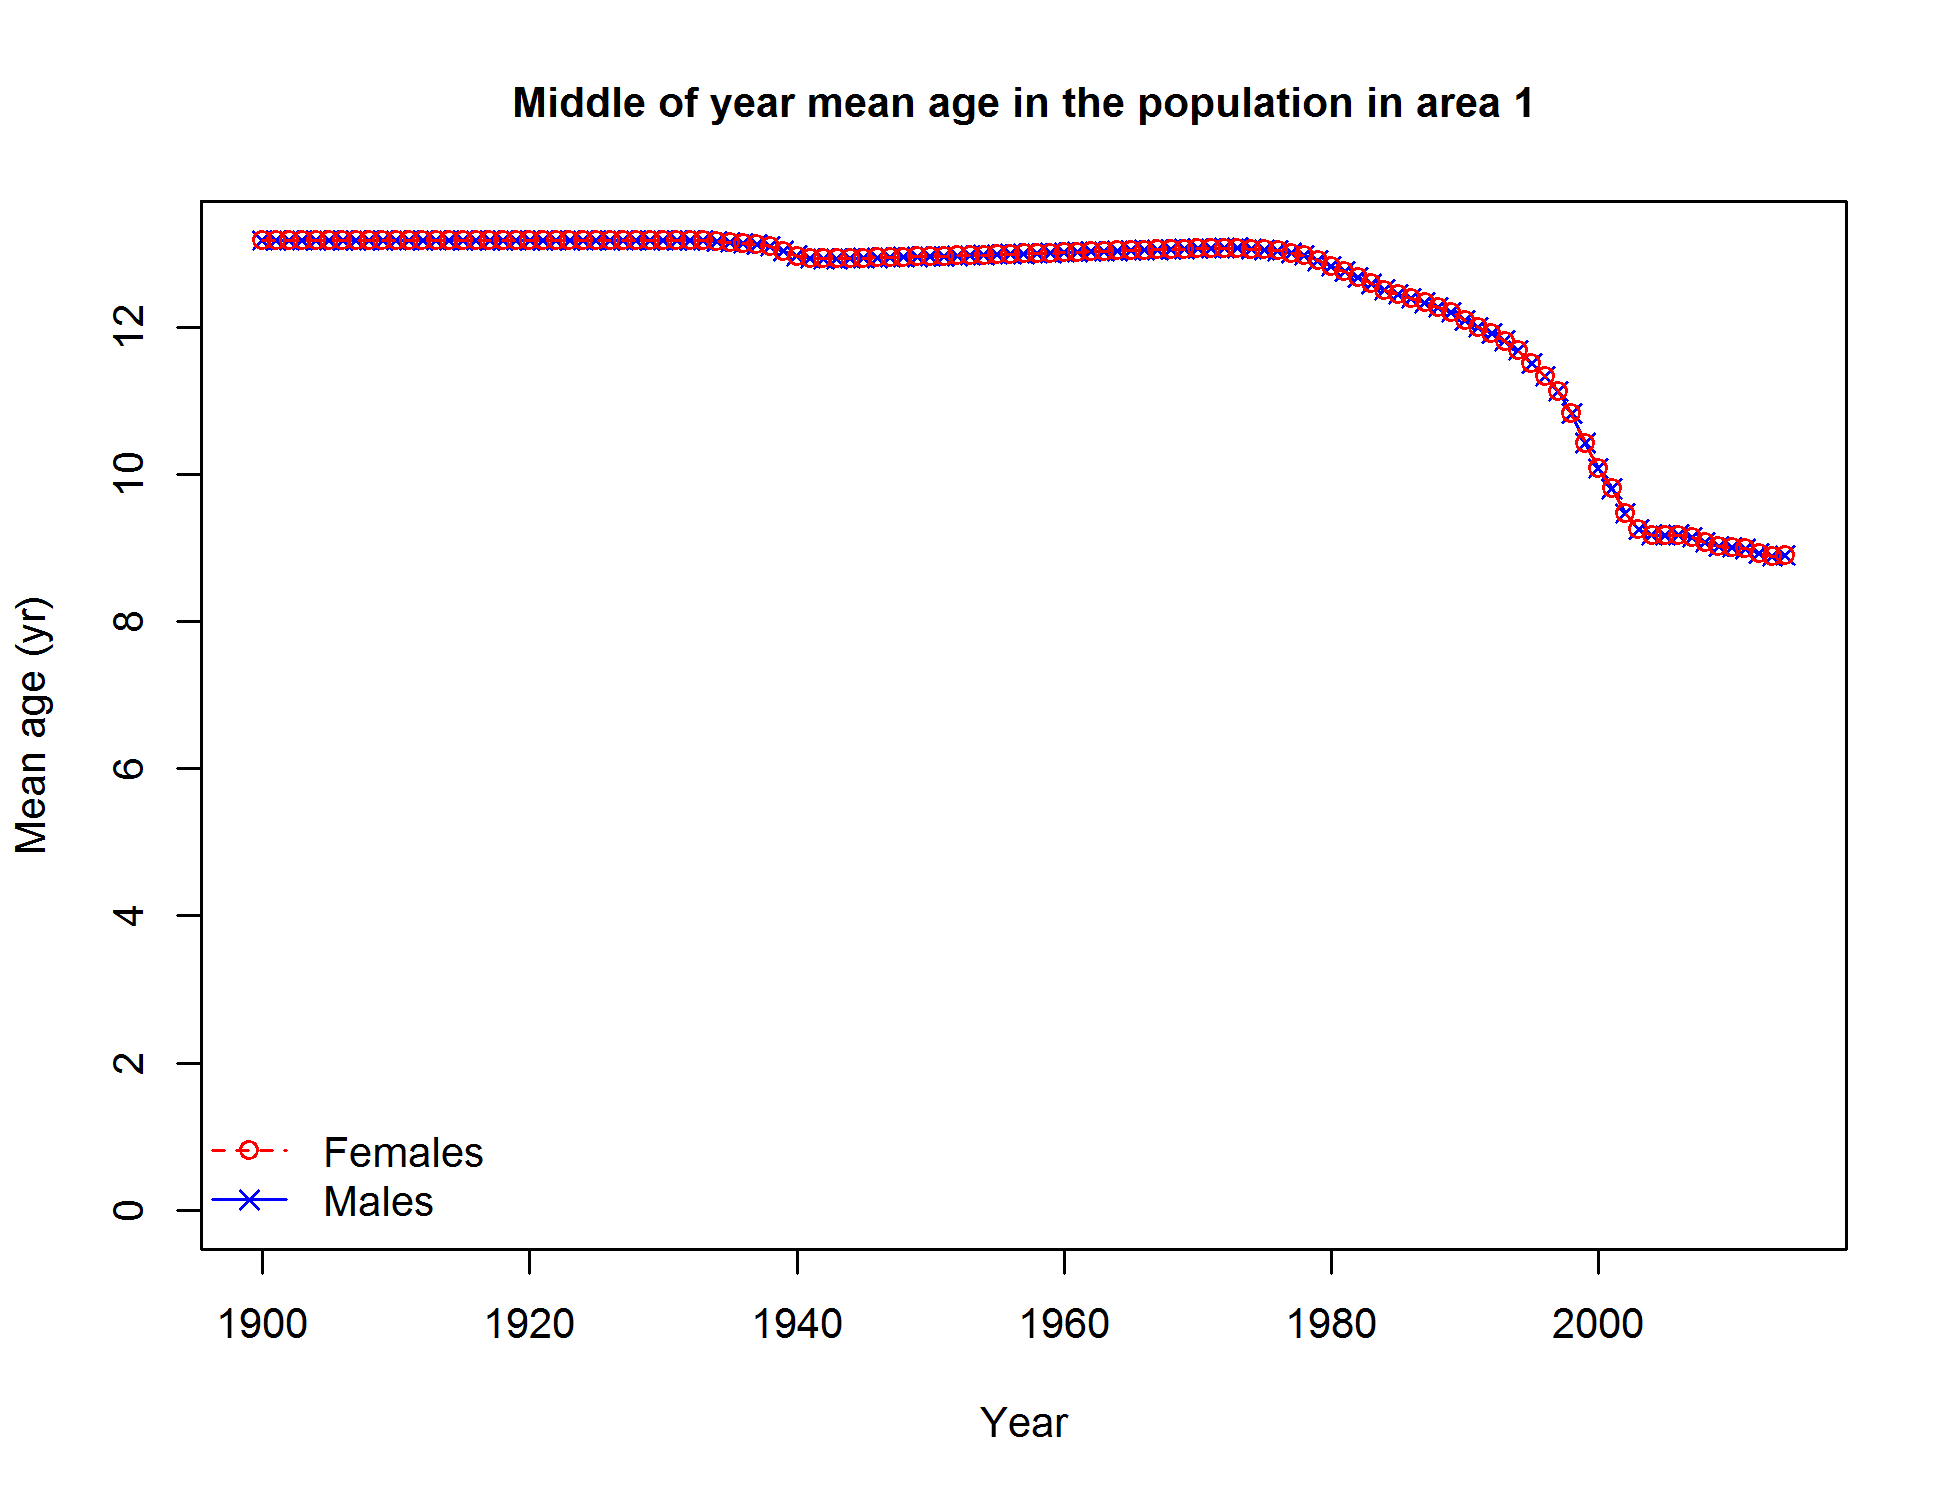 Middle of year mean age in the population in area 1
Mean age (yr)
12
10
8
6
4
2
0
Females
Males
1900 1920 1940 1960 1980 2000
Year